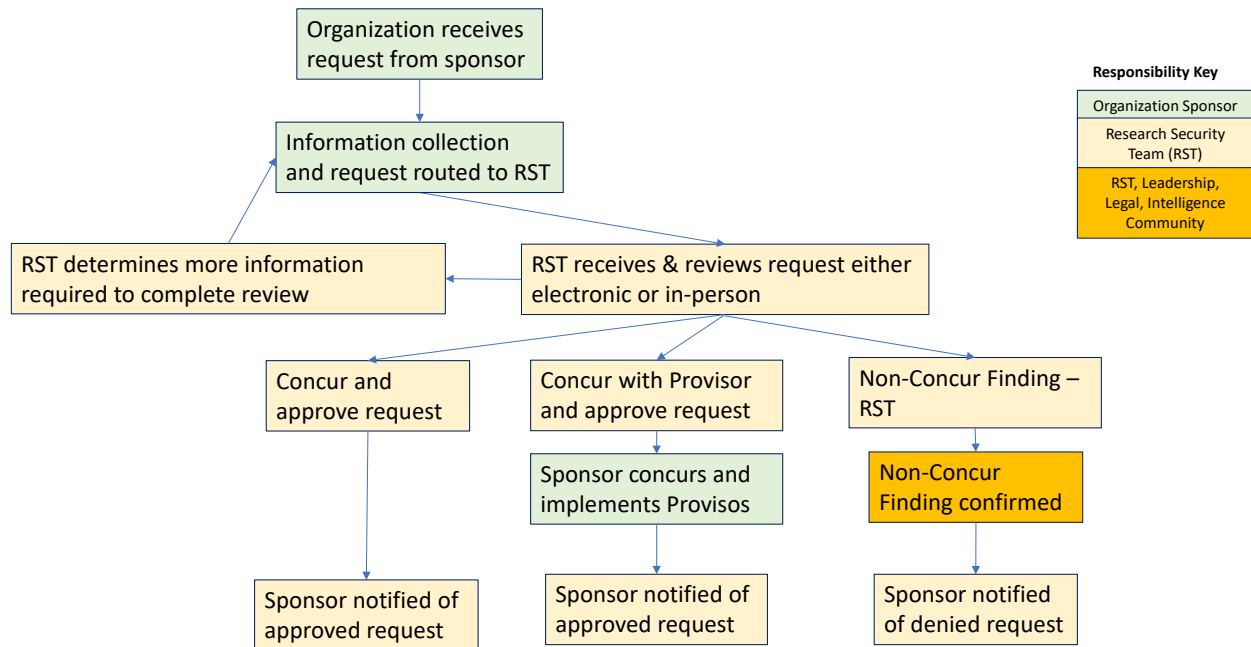 Organization receives
request from sponsor
Responsibility Key
Organization Sponsor
Research Security
Team (RST)
RST, Leadership,
Legal, Intelligence
Community
Information collection
and request routed to RST
RST determines more information
required to complete review
RST receives & reviews request either
electronic or in-person
Concur and
approve request
Concur with Provisor
and approve request
Non-Concur Finding –
RST
Sponsor concurs and
implements Provisos
Non-Concur
Finding confirmed
Sponsor notified of
approved request
Sponsor notified of
approved request
Sponsor notified
of denied request